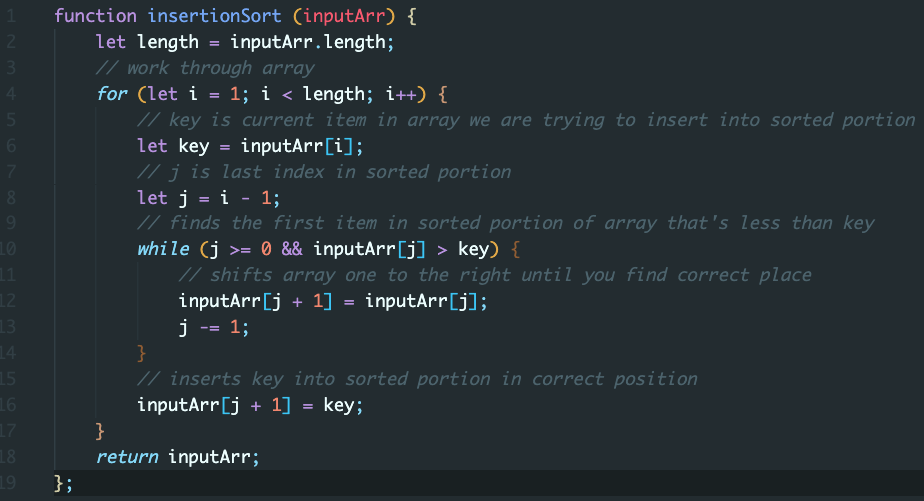 1 function insertionSort (inputArr) {
2 let length = inputArr.length;
3 // work through array
4 for (let i = 1; i < length; i++) {
5 // key is current item in array we are trying to insert into sorted portion
6 let key = inputArr[i];
7 // j is last index in sorted portion
8 let j = i - 1;
9 // finds the first item in sorted portion of array that's less than key
10 while (j >= 0 && inputArr[j] > key) {
11 // shifts array one to the right until you find correct place
12 inputArr[j + 1] = inputArr[j];
13 j -= 1;
14 }
15 // inserts key into sorted portion in correct position
16 inputArr[j + 1] = key;
17 }
18 return inputArr;
19 };